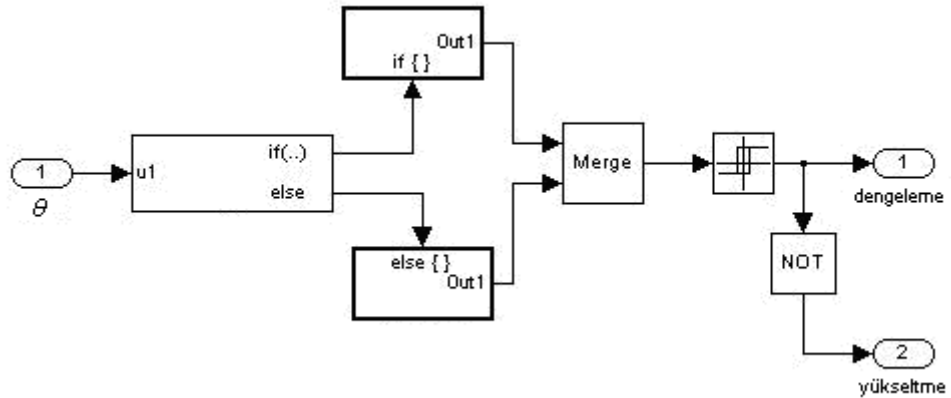 Out1
if { }
1
θ
u1
if(..)
else
Merge
1
dengeleme
else { }
Out1
NOT
2
yükseltme